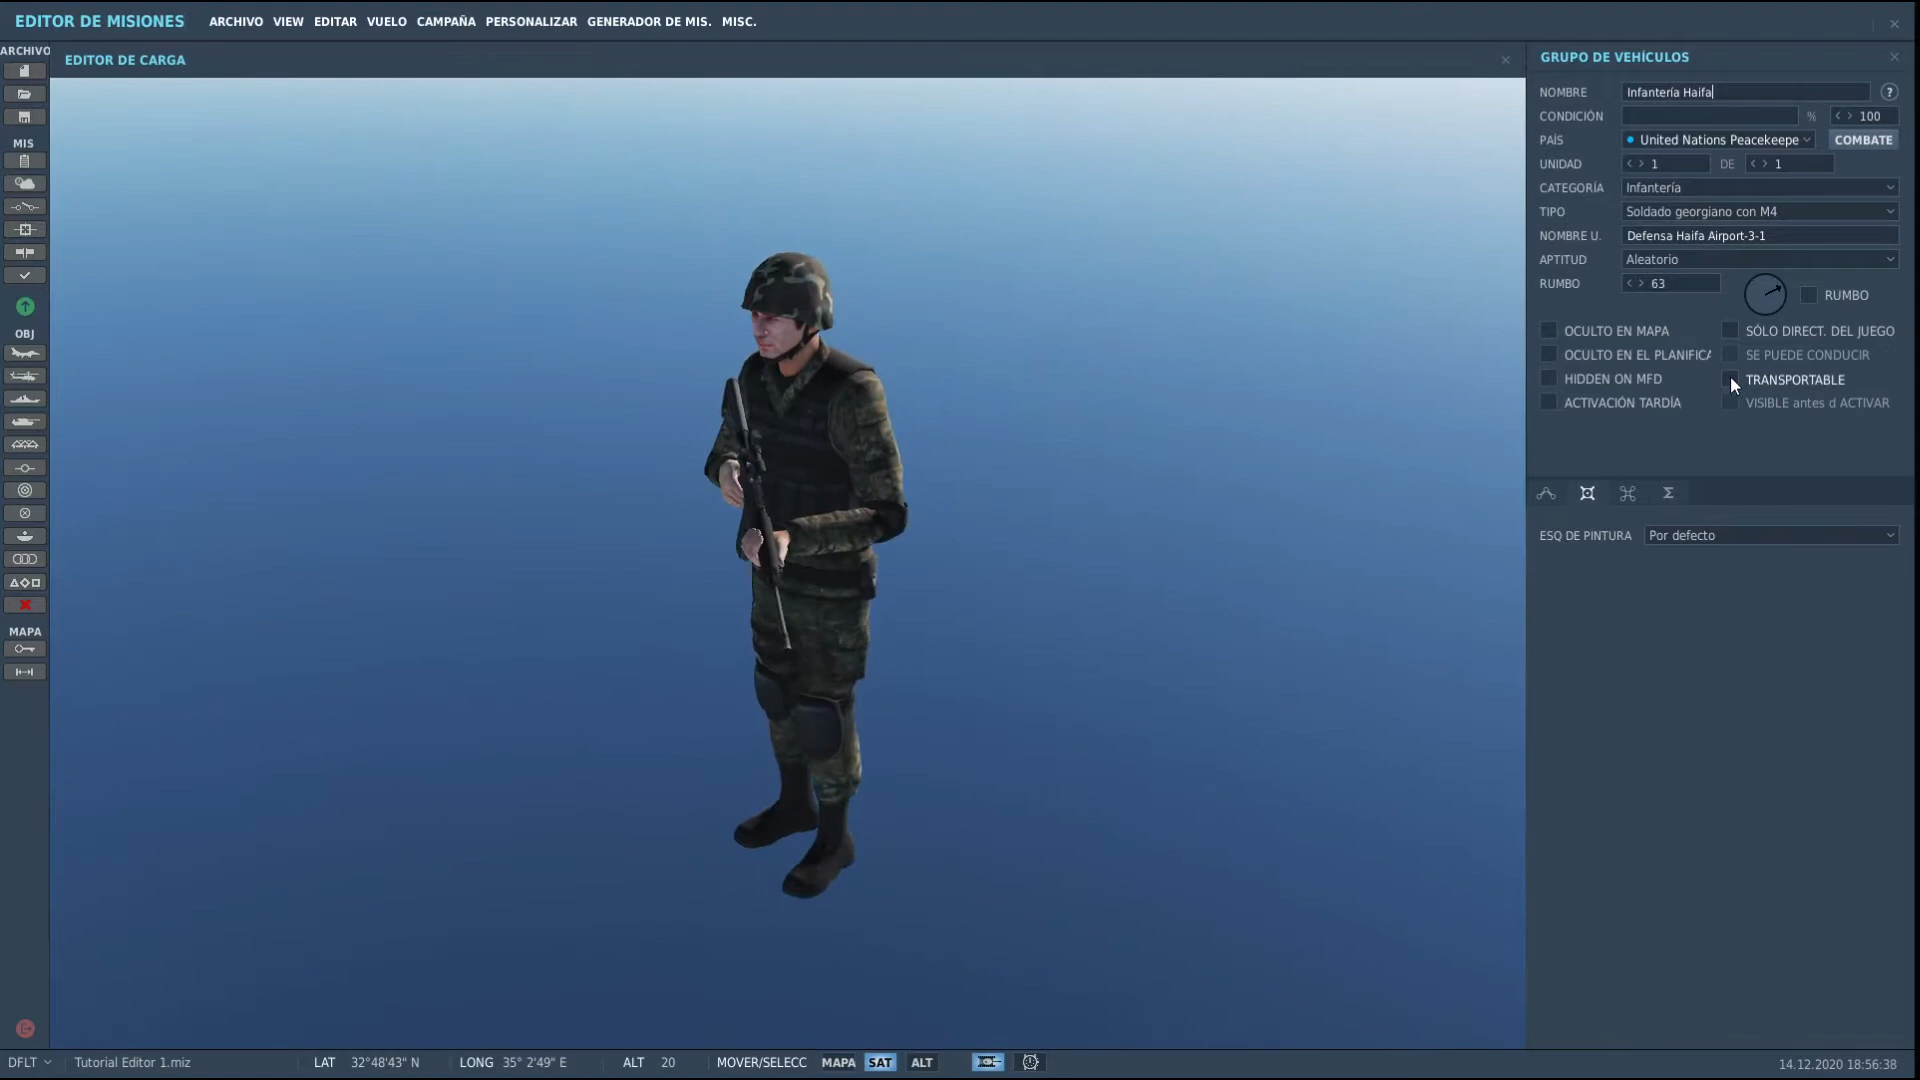 EDITOR DE MISIONES
ARCHIVO VIEW EDITAR VUELO CAMPAÑA PERSONALIZAR GENERADOR DE MIS. MISC.
ARCHIVO
EDITOR DE CARGA
GRUPO DE VEHÍCULOS
NOMBRE Infantería Haifa ?
CONDICIÓN % < > 100
PAÍS United Nations Peacekeepe COMBATE
UNIDAD < > 1 DE < > 1
CATEGORÍA Infantería
TIPO Soldado georgiano con M4
NOMBRE U. Defensa Haifa Airport-3-1
APTITUD Aleatorio
RUMBO < > 63 RUMBO
OCULTO EN MAPA SÓLO DIRECT. DEL JUEGO
OCULTO EN EL PLANIFICA SE PUEDE CONDUCIR
HIDDEN ON MFD TRANSPORTABLE
ACTIVACIÓN TARDÍA VISIBLE antes d ACTIVAR
Σ
ESQ DE PINTURA Por defecto
MIS
OBJ
MAPA
DFLT Tutorial Editor 1.miz LAT 32°48'43" N LONG 35° 2'49" E ALT 20 MOVER/SELECC MAPA SAT ALT 14.12.2020 18:56:38